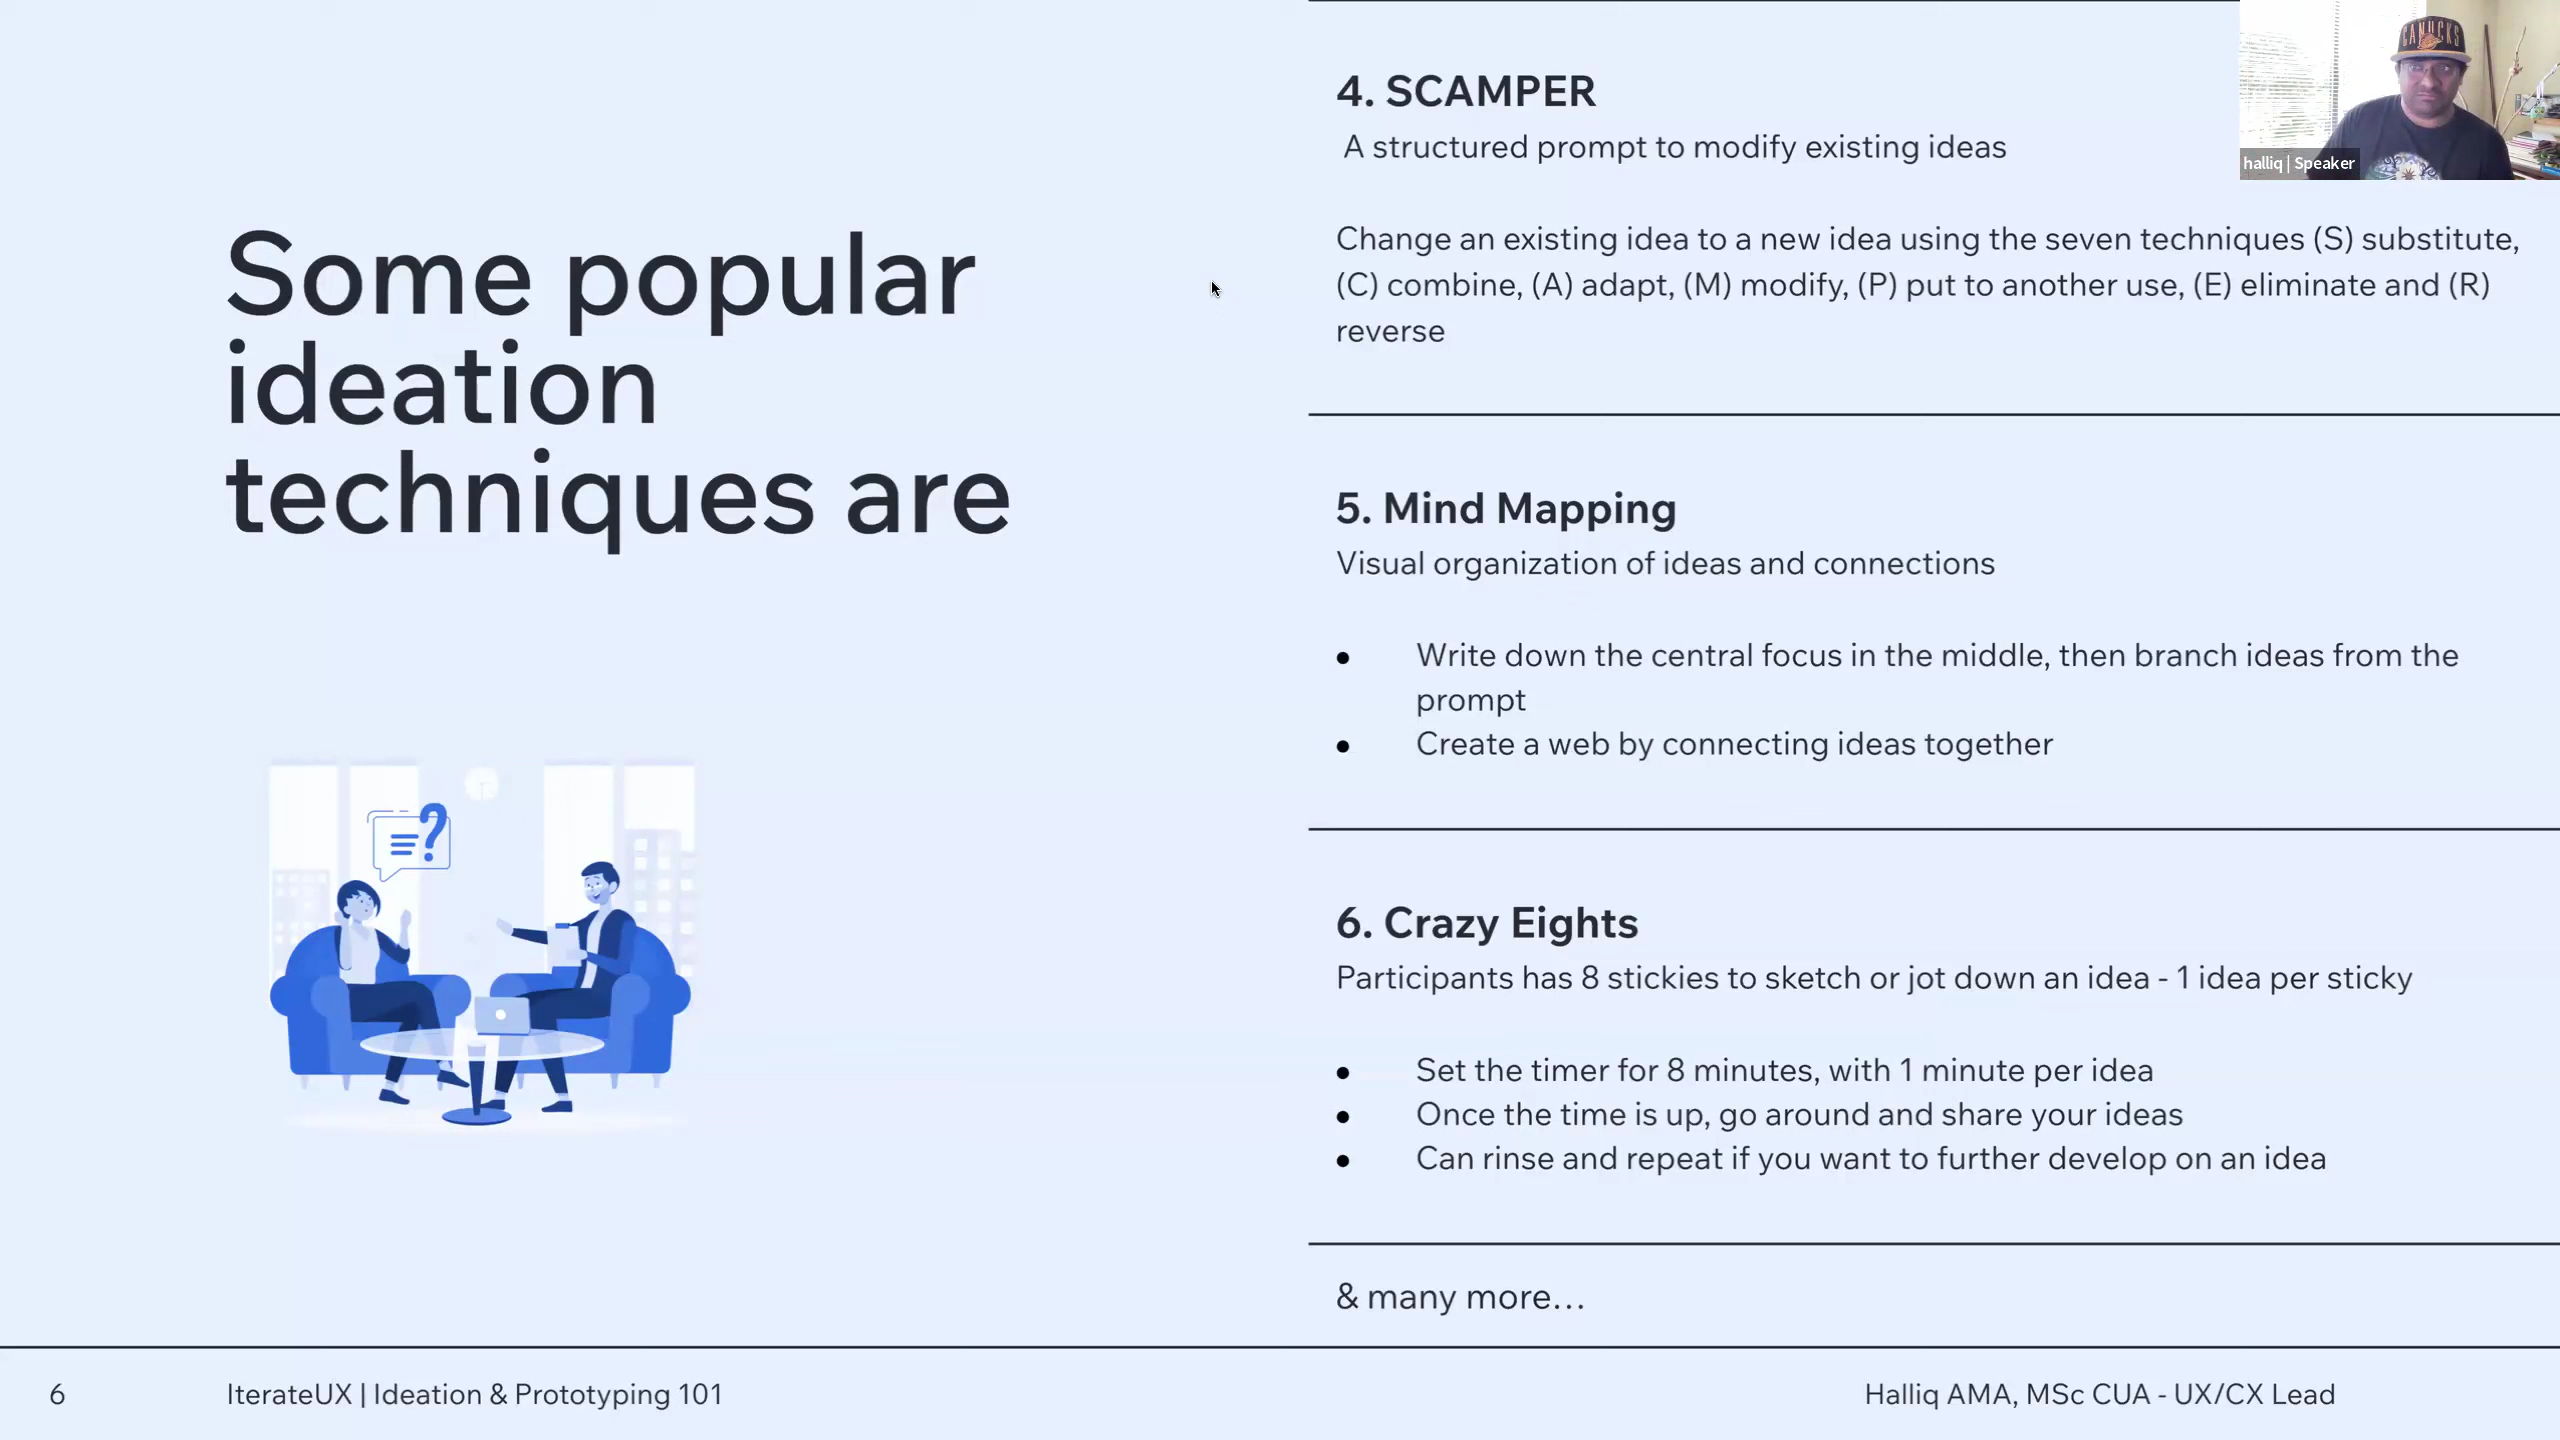 Some popular
ideation
techniques are
4. SCAMPER
A structured prompt to modify existing ideas
Change an existing idea to a new idea using the seven techniques (S) substitute,
(C) combine, (A) adapt, (M) modify, (P) put to another use, (E) eliminate and (R)
reverse
5. Mind Mapping
Visual organization of ideas and connections
● Write down the central focus in the middle, then branch ideas from the
prompt
● Create a web by connecting ideas together
6. Crazy Eights
Participants has 8 stickies to sketch or jot down an idea - 1 idea per sticky
● Set the timer for 8 minutes, with 1 minute per idea
● Once the time is up, go around and share your ideas
● Can rinse and repeat if you want to further develop on an idea
& many more…
CANUCKS
halliq | Speaker
?
6
IterateUX | Ideation & Prototyping 101
Halliq AMA, MSc CUA - UX/CX Lead